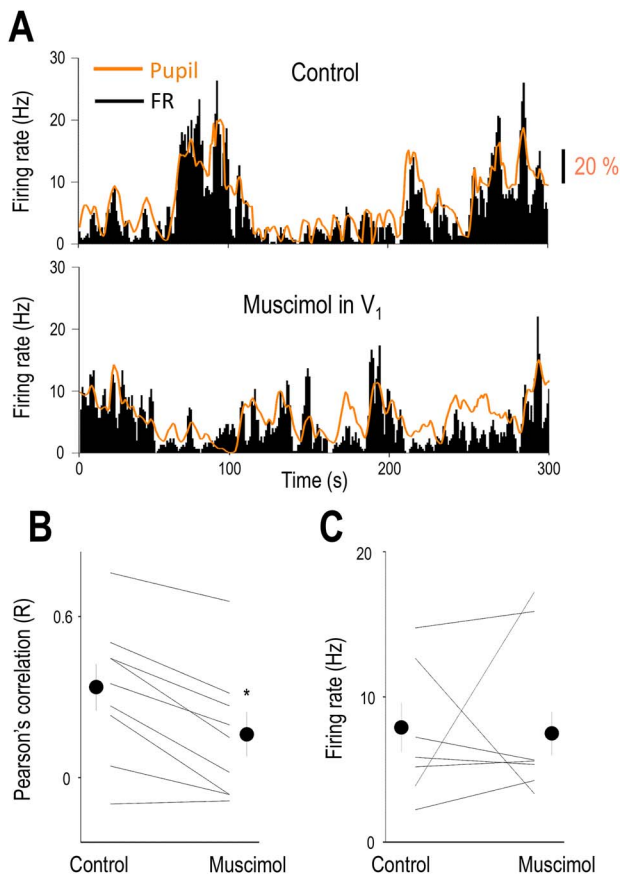 A
Pupil
FR
Control
Firing rate (Hz)
30
20
10
0
20 %
Muscimol in V1
Firing rate (Hz)
30
20
10
0
0 100 200 300
Time (s)
B
Pearson's correlation (R)
0.6
0
*
Control Muscimol
C
Firing rate (Hz)
20
10
0
Control Muscimol